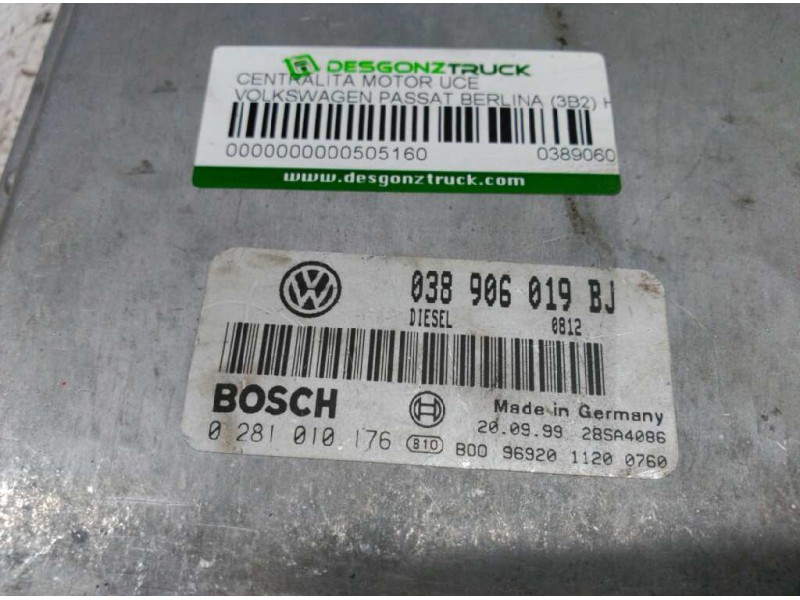 DESGONZTRUCK
CENTRALITA MOTOR UCE
VOLKSWAGEN PASSAT BERLINA (3B2) H
0000000000505160 0389060
www.desgonztruck.com
VW 038 906 019 BJ
DIESEL 0812
BOSCH Made in Germany
20.09.99 28SA4086
0 281 010 176 B10 B00 96920 1120 0760